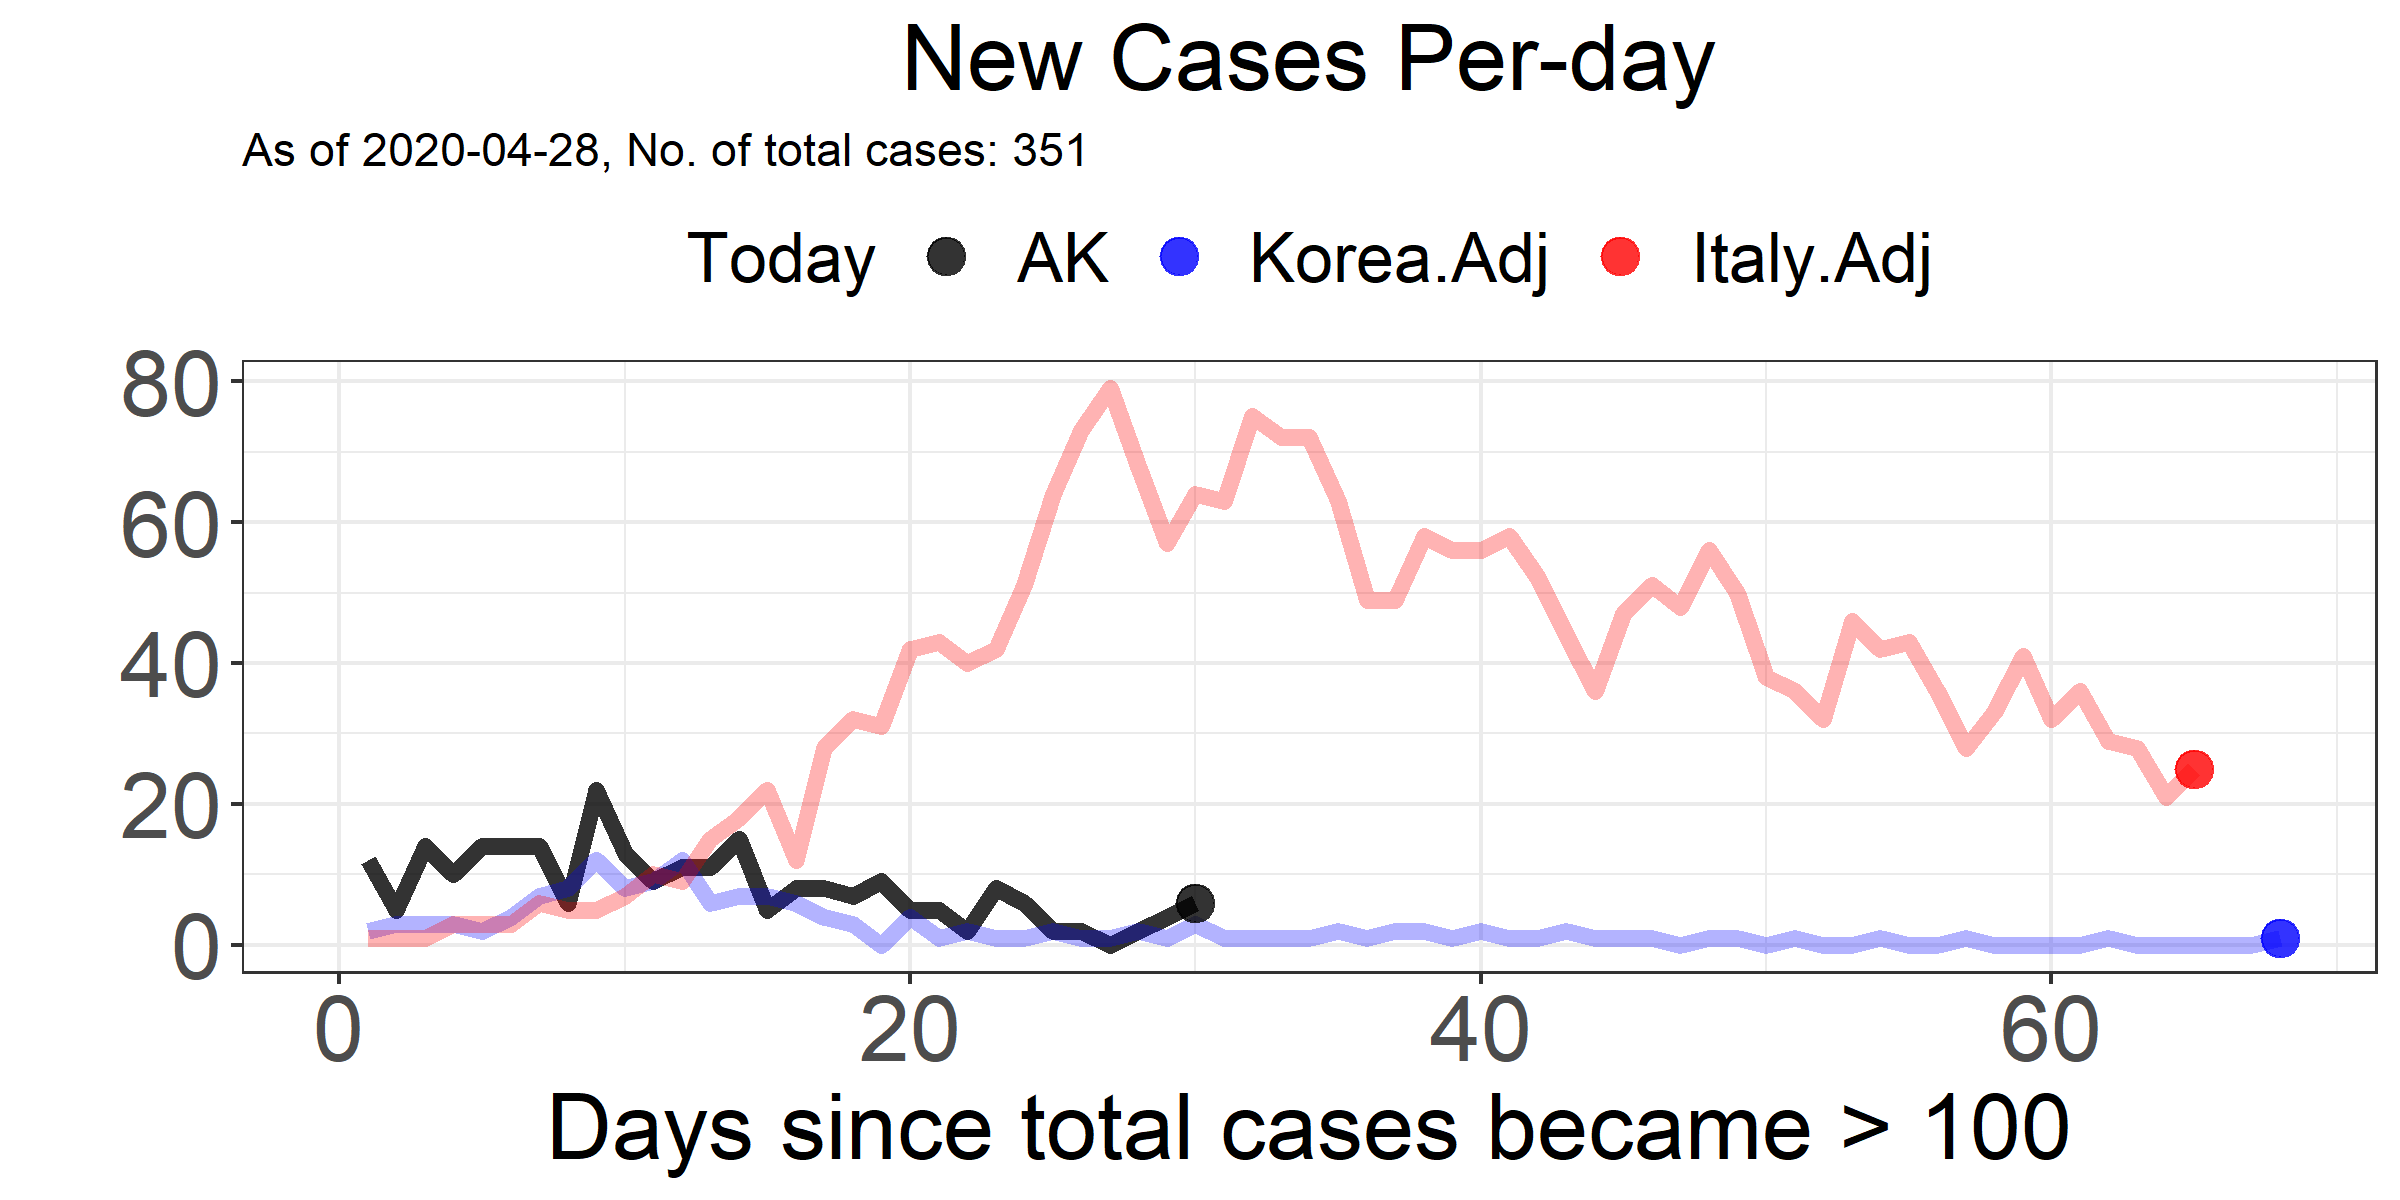 New Cases Per-day
As of 2020-04-28, No. of total cases: 351
Today AK Korea.Adj Italy.Adj
80
60
40
20
0
0 20 40 60
Days since total cases became > 100